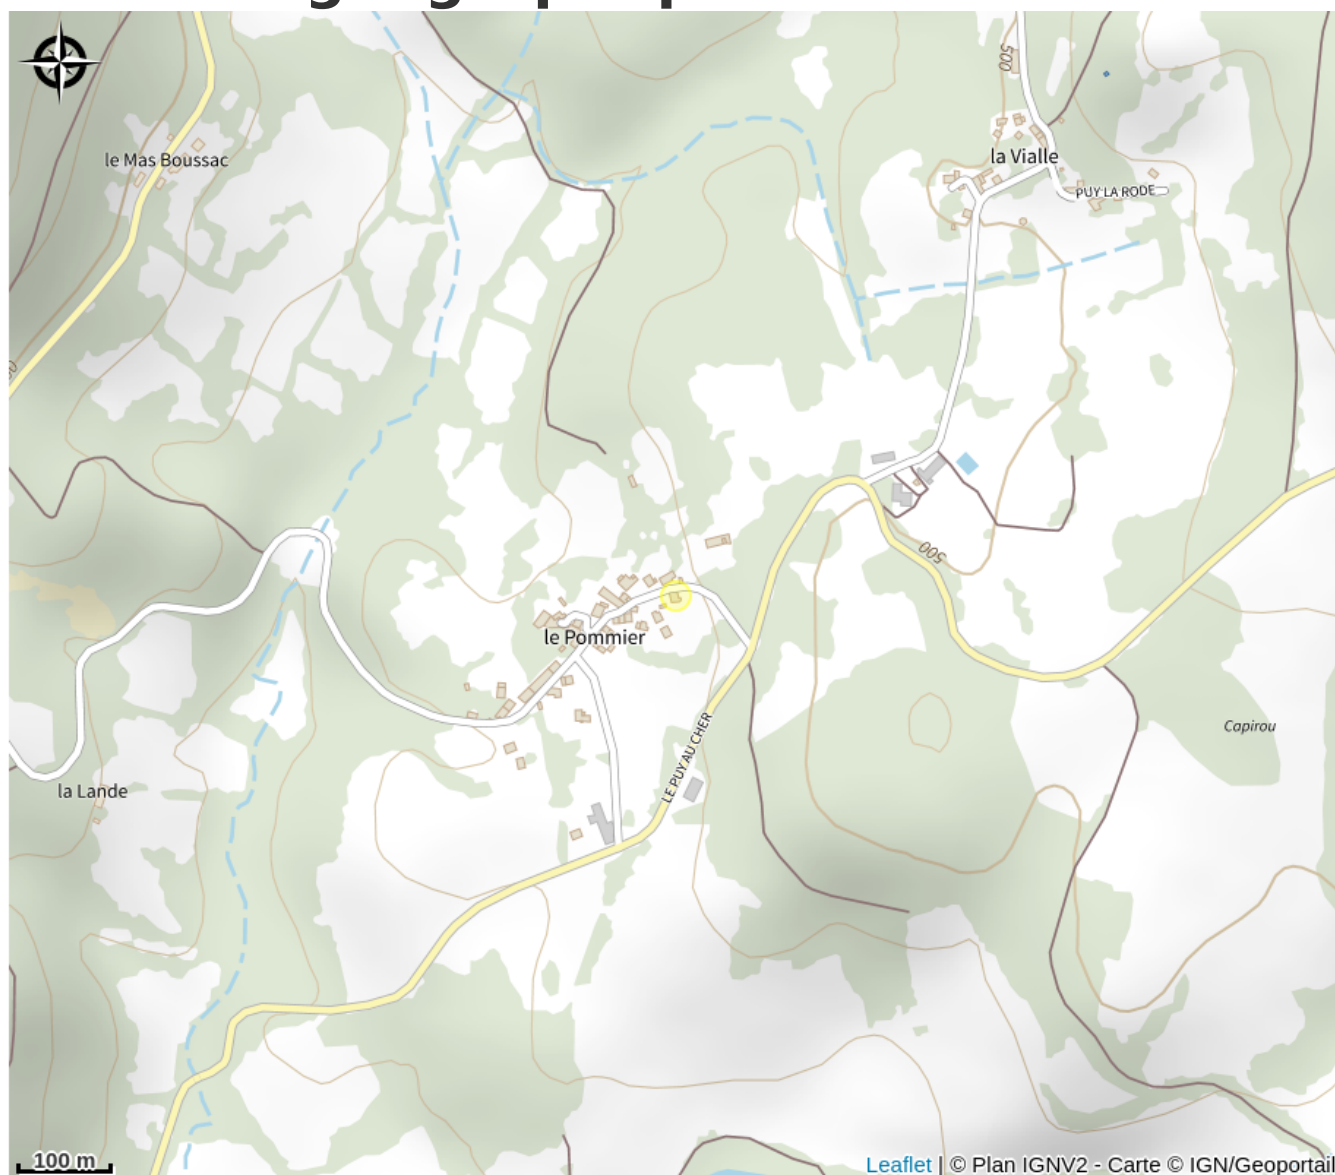 500
le Mas Boussac
la Vialle
PUY LA RODE
500
le Pommier
LE PUY AU CHER
Capirou
la Lande
100 m
Leaflet | © Plan IGNV2 - Carte © IGN/Geoportail